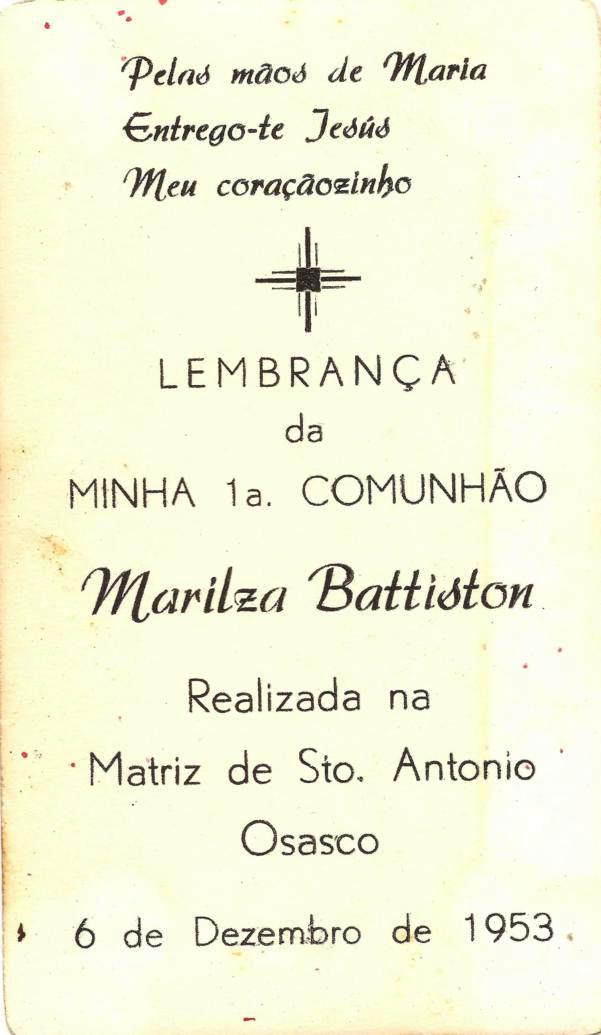 Pelas mãos de Maria
Entrego-te Jesús
Meu coraçãozinho
LEMBRANÇA
da
MINHA 1a. COMUNHÃO
Marilza Battiston
Realizada na
Matriz de Sto. Antonio
Osasco
6 de Dezembro de 1953